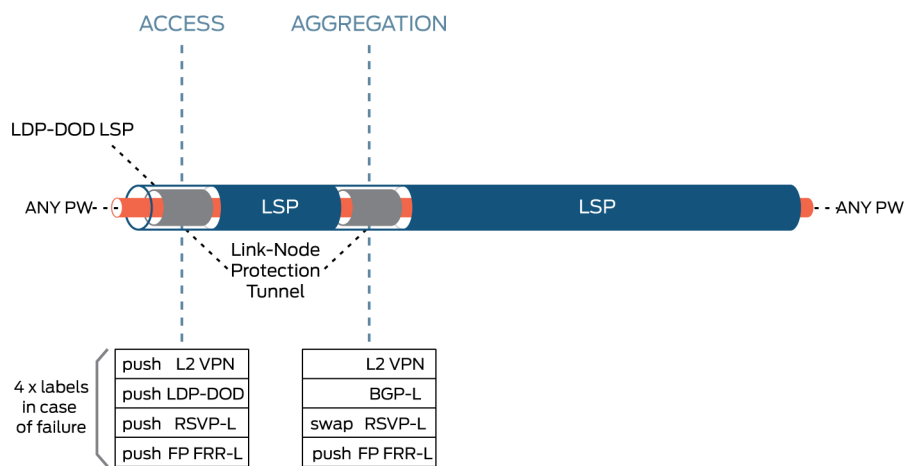 ACCESS
AGGREGATION
LDP-DOD LSP
ANY PW
LSP
LSP
ANY PW
Link-Node
Protection
Tunnel
4 x labels
in case
of failure
push L2 VPN
push LDP-DOD
push RSVP-L
push FP FRR-L
L2 VPN
BGP-L
swap RSVP-L
push FP FRR-L